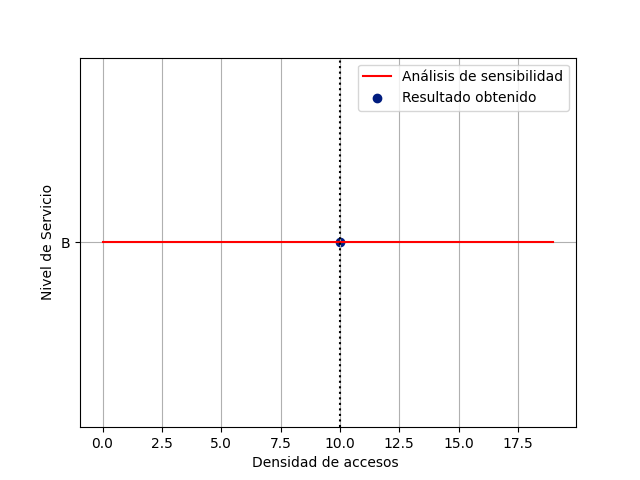 Análisis de sensibilidad
Resultado obtenido
Nivel de Servicio
B
0.0 2.5 5.0 7.5 10.0 12.5 15.0 17.5
Densidad de accesos